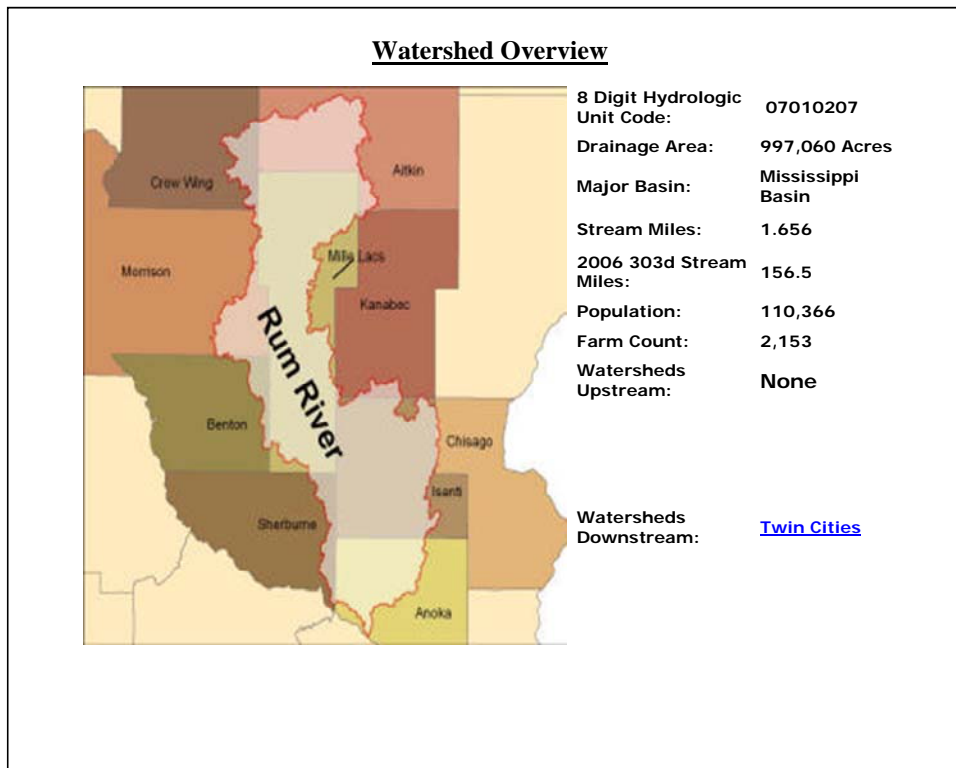 Watershed Overview
Crow Wing
Aitkin
Mille Lacs
Morrison
Kanabec
Rum River
Benton
Chisago
Isanti
Sherburne
Anoka
8 Digit Hydrologic
Unit Code:
07010207
Drainage Area:
997,060 Acres
Major Basin:
Mississippi
Basin
Stream Miles:
1.656
2006 303d Stream
Miles:
156.5
Population:
110,366
Farm Count:
2,153
Watersheds
Upstream:
None
Watersheds
Downstream:
Twin Cities